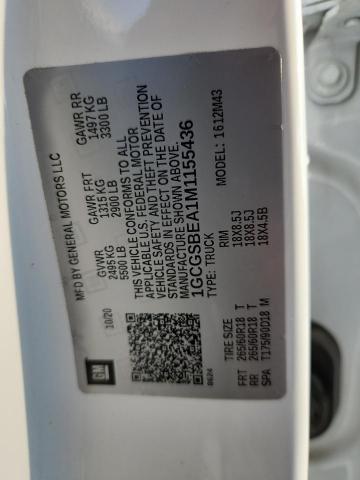 GM
MFD BY GENERAL MOTORS LLC
10/20
GVWR GAWR FRT GAWR RR
2495 KG 1315 KG 1497 KG
5500 LB 2900 LB 3300 LB
THIS VEHICLE CONFORMS TO ALL
APPLICABLE U.S. FEDERAL MOTOR
VEHICLE SAFETY AND THEFT PREVENTION
STANDARDS IN EFFECT ON THE DATE OF
MANUFACTURE SHOWN ABOVE.
1GCGSBEA1M1155436
TYPE: TRUCK MODEL: 1612M43
TIRE SIZE RIM
FRT 265/60R18 T 18X8.5J
RR 265/60R18 T 18X8.5J
SPA T175/90D18 M 18X4.5B